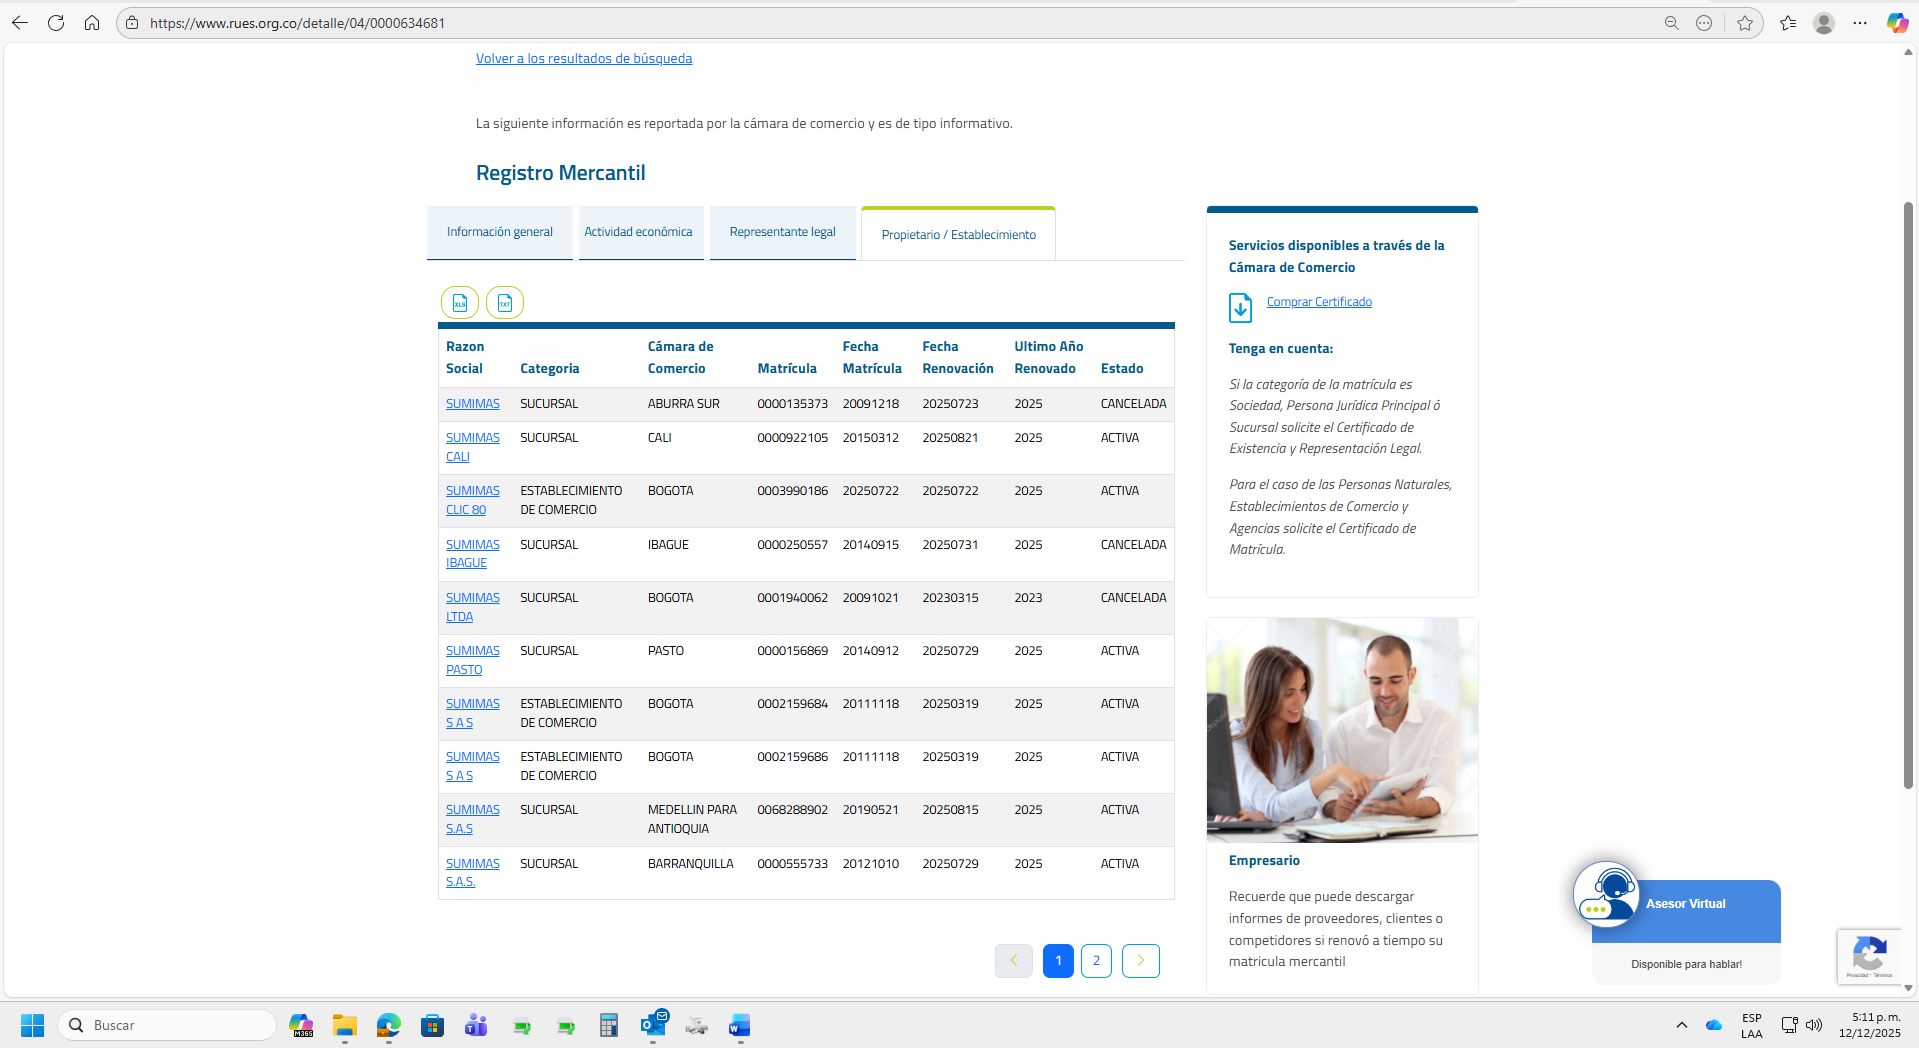 https://www.rues.org.co/detalle/04/0000634681
Volver a los resultados de búsqueda
La siguiente información es reportada por la cámara de comercio y es de tipo informativo.
Registro Mercantil
Información general
Actividad económica
Representante legal
Propietario / Establecimiento
XLS
TXT
Razon Social Categoria Cámara de Comercio Matrícula Fecha Matrícula Fecha Renovación Ultimo Año Renovado Estado
SUMIMAS SUCURSAL ABURRA SUR 0000135373 20091218 20250723 2025 CANCELADA
SUMIMAS CALI SUCURSAL CALI 0000922105 20150312 20250821 2025 ACTIVA
SUMIMAS CLIC 80 ESTABLECIMIENTO DE COMERCIO BOGOTA 0003990186 20250722 20250722 2025 ACTIVA
SUMIMAS IBAGUE SUCURSAL IBAGUE 0000250557 20140915 20250731 2025 CANCELADA
SUMIMAS LTDA SUCURSAL BOGOTA 0001940062 20091021 20230315 2023 CANCELADA
SUMIMAS PASTO SUCURSAL PASTO 0000156869 20140912 20250729 2025 ACTIVA
SUMIMAS S A S ESTABLECIMIENTO DE COMERCIO BOGOTA 0002159684 20111118 20250319 2025 ACTIVA
SUMIMAS S A S ESTABLECIMIENTO DE COMERCIO BOGOTA 0002159686 20111118 20250319 2025 ACTIVA
SUMIMAS S.A.S SUCURSAL MEDELLIN PARA ANTIOQUIA 0068288902 20190521 20250815 2025 ACTIVA
SUMIMAS S.A.S. SUCURSAL BARRANQUILLA 0000555733 20121010 20250729 2025 ACTIVA
1
2
Servicios disponibles a través de la
Cámara de Comercio
Comprar Certificado
Tenga en cuenta:
Si la categoría de la matrícula es
Sociedad, Persona Jurídica Principal ó
Sucursal solicite el Certificado de
Existencia y Representación Legal.
Para el caso de las Personas Naturales,
Establecimientos de Comercio y
Agencias solicite el Certificado de
Matrícula.
Empresario
Recuerde que puede descargar
informes de proveedores, clientes o
competidores si renovó a tiempo su
matricula mercantil
Asesor Virtual
Disponible para hablar!
Privacidad - Términos
Buscar
M365
ESP
LAA
5:11 p. m.
12/12/2025